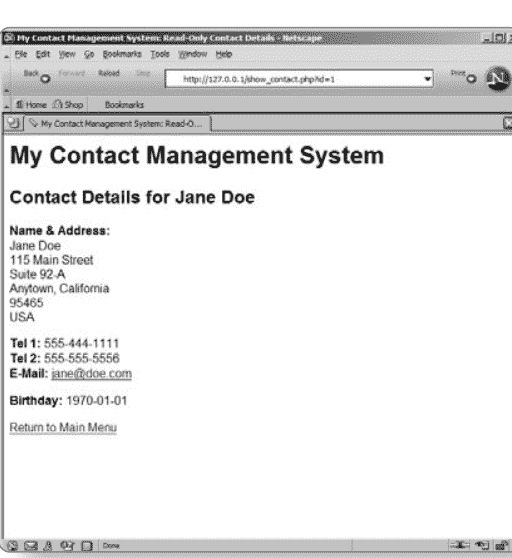 My Contact Management System: Read-Only Contact Details - Netscape
File Edit View Go Bookmarks Tools Window Help
Back Forward Reload Stop http://127.0.0.1/show_contact.php?id=1 Print N
Home Shop Bookmarks
My Contact Management System: Read-O...
My Contact Management System
Contact Details for Jane Doe
Name & Address:
Jane Doe
115 Main Street
Suite 92-A
Anytown, California
95465
USA
Tel 1: 555-444-1111
Tel 2: 555-555-5556
E-Mail: jane@doe.com
Birthday: 1970-01-01
Return to Main Menu
Done